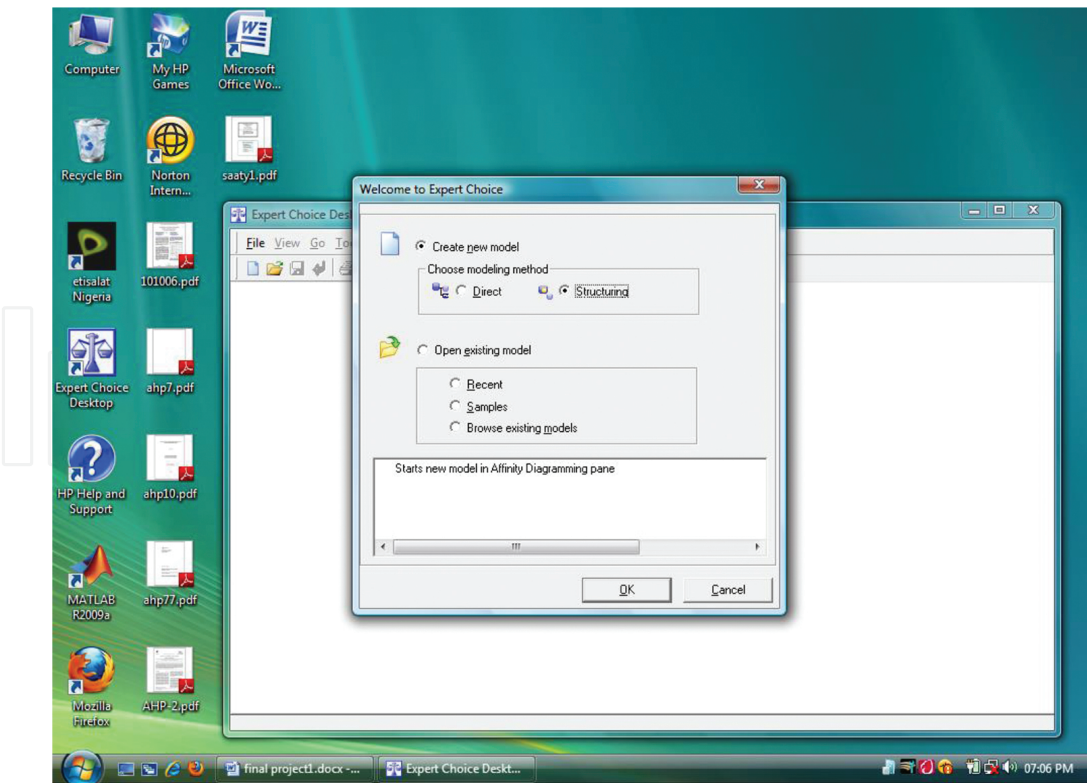 Computer
My HP
Games
Microsoft
Office Wo...
Recycle Bin
Norton
Intern...
saaty1.pdf
etisalat
Nigeria
101006.pdf
Expert Choice
Desktop
ahp7.pdf
HP Help and
Support
ahp10.pdf
MATLAB
R2009a
ahp77.pdf
Mozilla
Firefox
AHP-2.pdf
Expert Choice Des
File View Go To
Welcome to Expert Choice
Create new model
Choose modeling method
Direct Structuring
Open existing model
Recent
Samples
Browse existing models
Starts new model in Affinity Diagramming pane
OK Cancel
final project1.docx -... Expert Choice Deskt... 07:06 PM